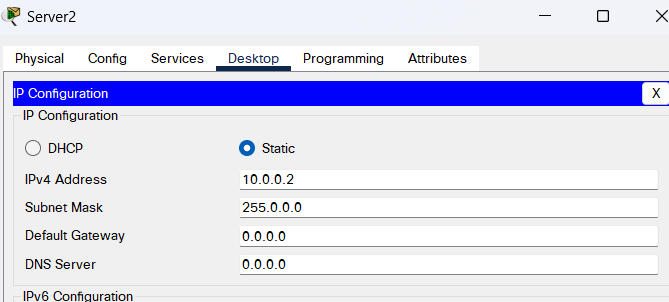 Server2
Physical Config Services Desktop Programming Attributes
IP Configuration X
IP Configuration
DHCP Static
IPv4 Address 10.0.0.2
Subnet Mask 255.0.0.0
Default Gateway 0.0.0.0
DNS Server 0.0.0.0
IPv6 Configuration